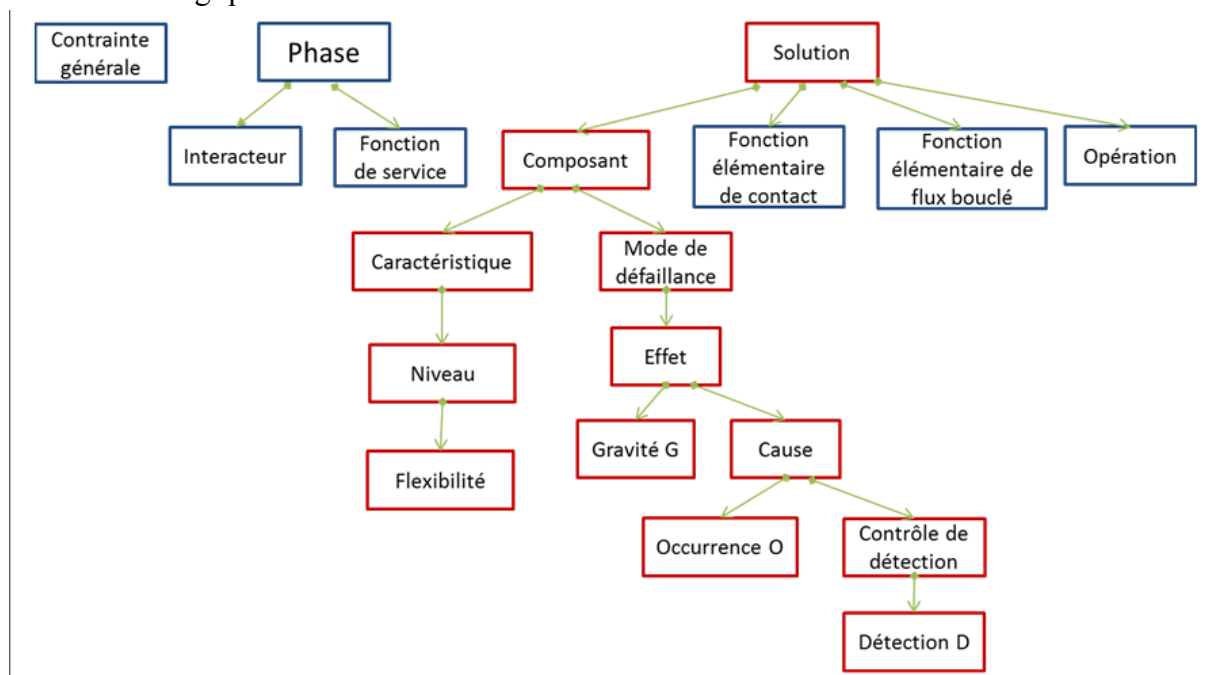 Contrainte
générale
Phase
Solution
Interacteur
Fonction
de service
Composant
Fonction
élémentaire
de contact
Fonction
élémentaire de
flux bouclé
Opération
Caractéristique
Mode de
défaillance
Niveau
Effet
Flexibilité
Gravité G
Cause
Occurrence O
Contrôle de
détection
Détection D